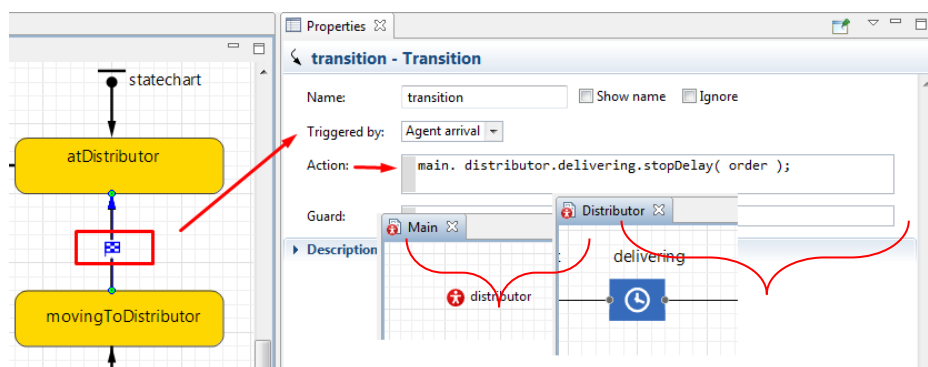 Properties
statechart
transition - Transition
Name:
transition
Show name
Ignore
Triggered by:
Agent arrival
atDistributor
Action:
main. distributor.delivering.stopDelay( order );
Guard:
Main
Distributor
Description
delivering
distributor
movingToDistributor